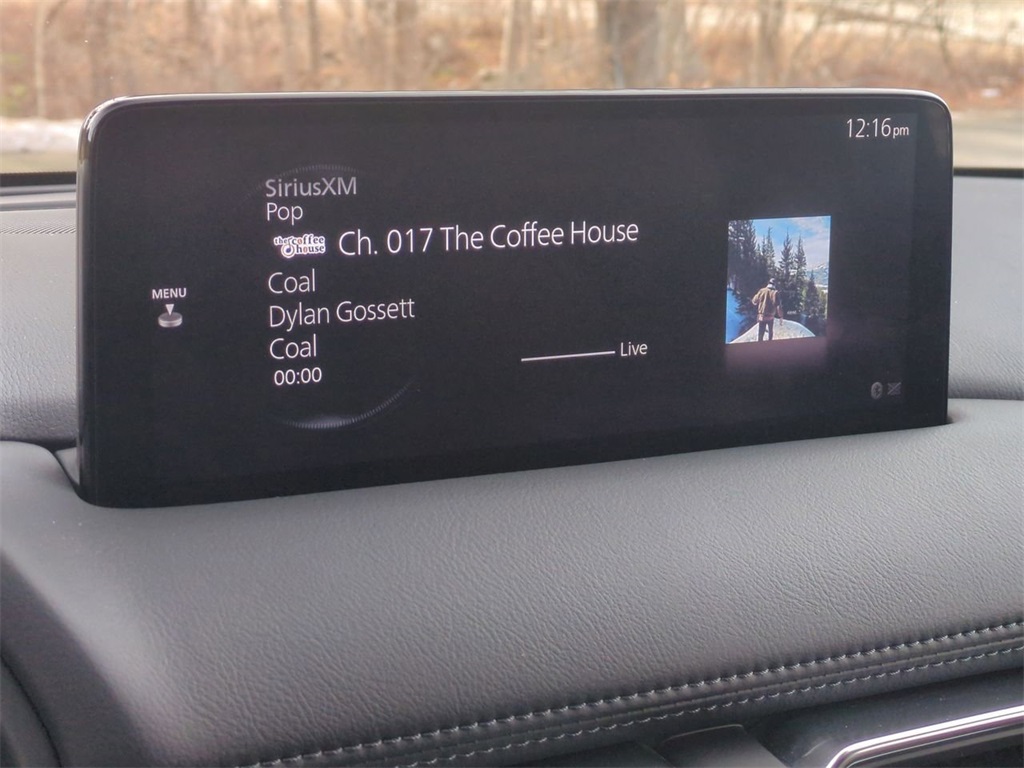 12:16pm
SiriusXM
Pop
the coffee house
Ch. 017 The Coffee House
MENU
Coal
Dylan Gossett
Coal
Live
00:00